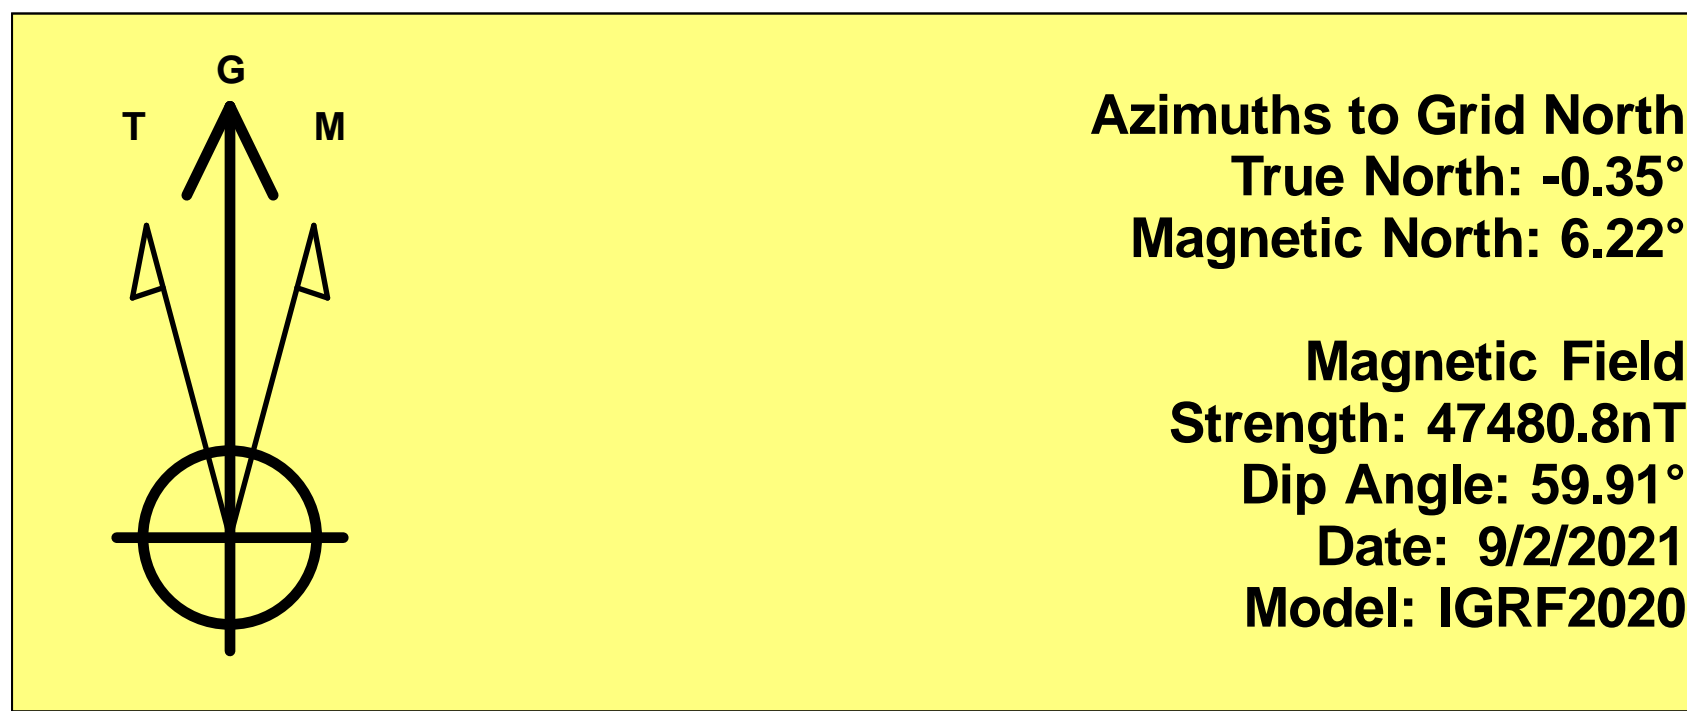 G
T M
Azimuths to Grid North
True North: -0.35°
Magnetic North: 6.22°
Magnetic Field
Strength: 47480.8nT
Dip Angle: 59.91°
Date: 9/2/2021
Model: IGRF2020